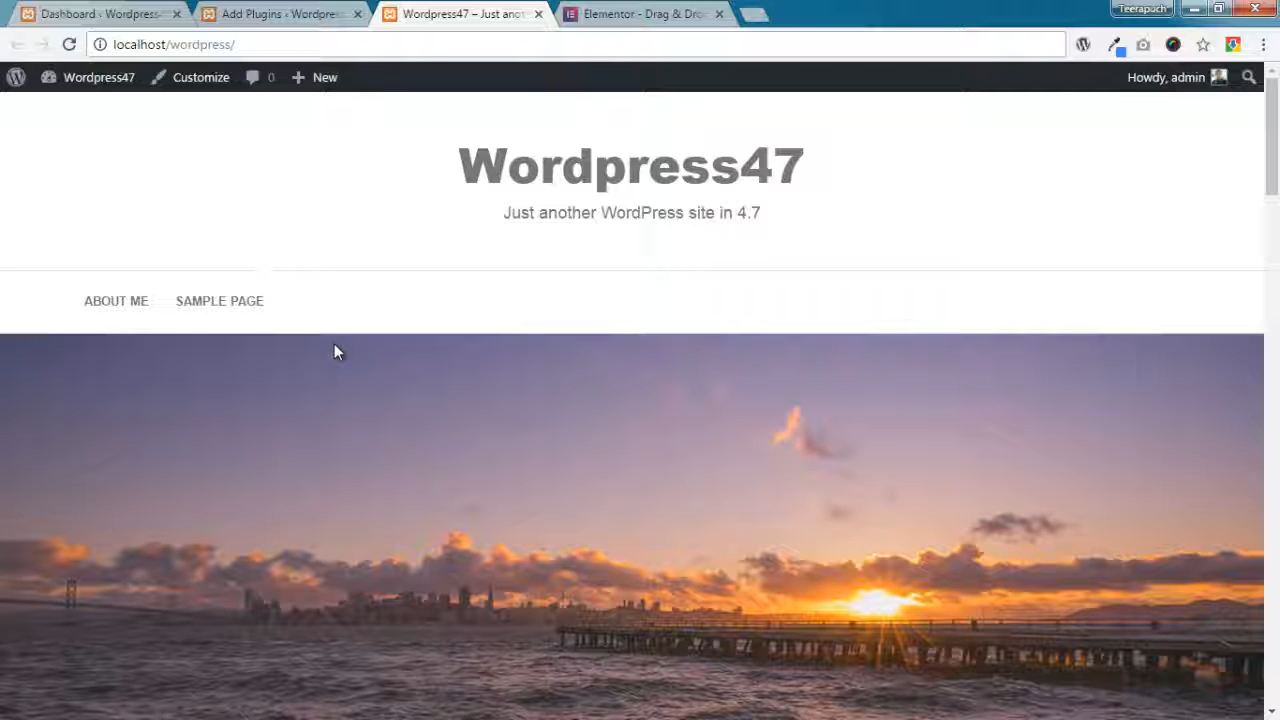 Dashboard ‹ Wordpress
Add Plugins ‹ Wordpres
Wordpress47 – Just anot
Elementor - Drag & Dro
Teerapuch
localhost/wordpress/
Wordpress47
Customize
0
New
Howdy, admin
Wordpress47
Just another WordPress site in 4.7
ABOUT ME
SAMPLE PAGE